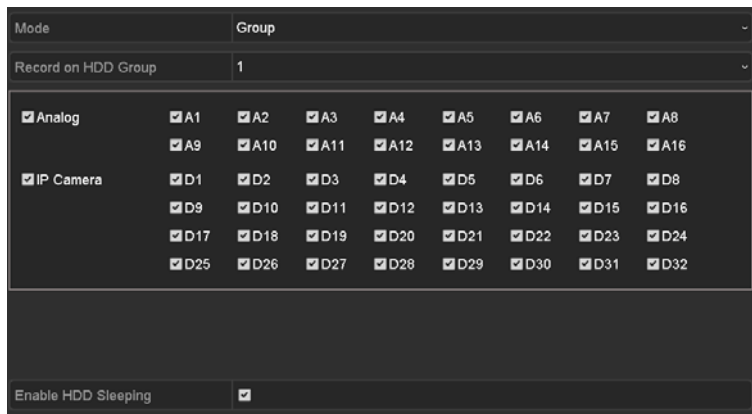 Mode Group
Record on HDD Group 1
Analog A1 A2 A3 A4 A5 A6 A7 A8
A9 A10 A11 A12 A13 A14 A15 A16
IP Camera D1 D2 D3 D4 D5 D6 D7 D8
D9 D10 D11 D12 D13 D14 D15 D16
D17 D18 D19 D20 D21 D22 D23 D24
D25 D26 D27 D28 D29 D30 D31 D32
Enable HDD Sleeping